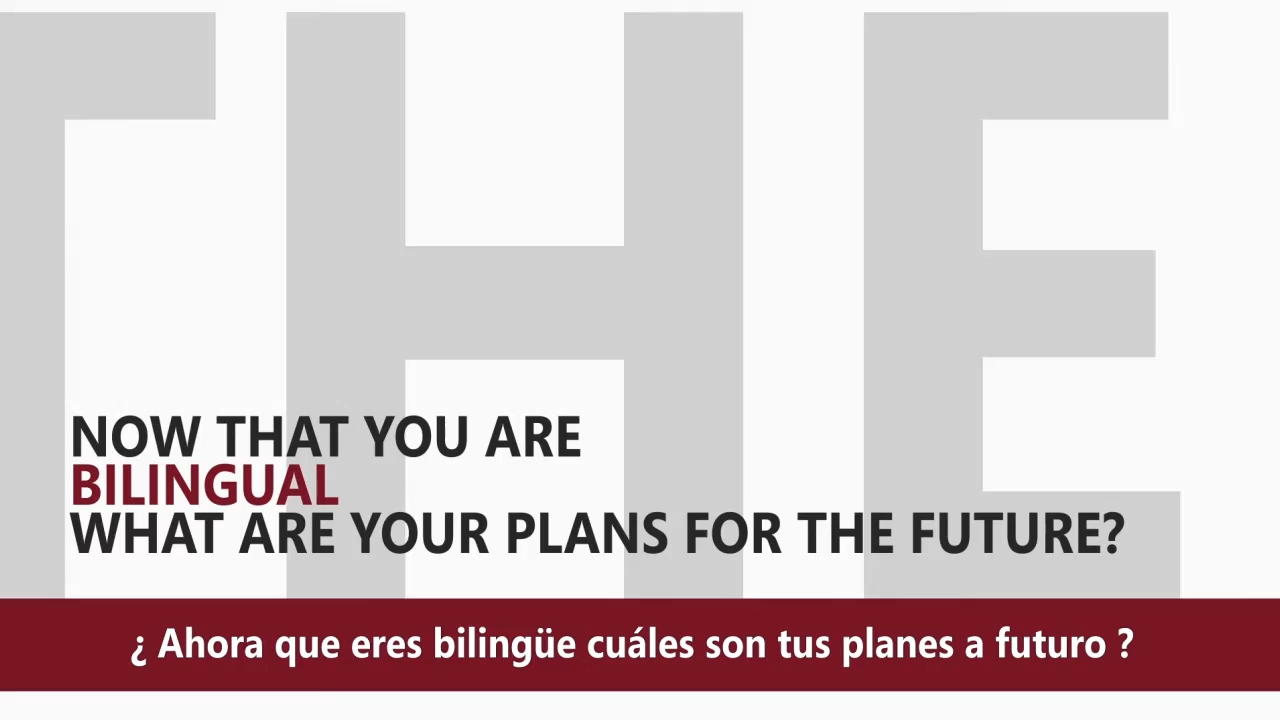 THE
NOW THAT YOU ARE
BILINGUAL
WHAT ARE YOUR PLANS FOR THE FUTURE?
¿ Ahora que eres bilingüe cuáles son tus planes a futuro ?